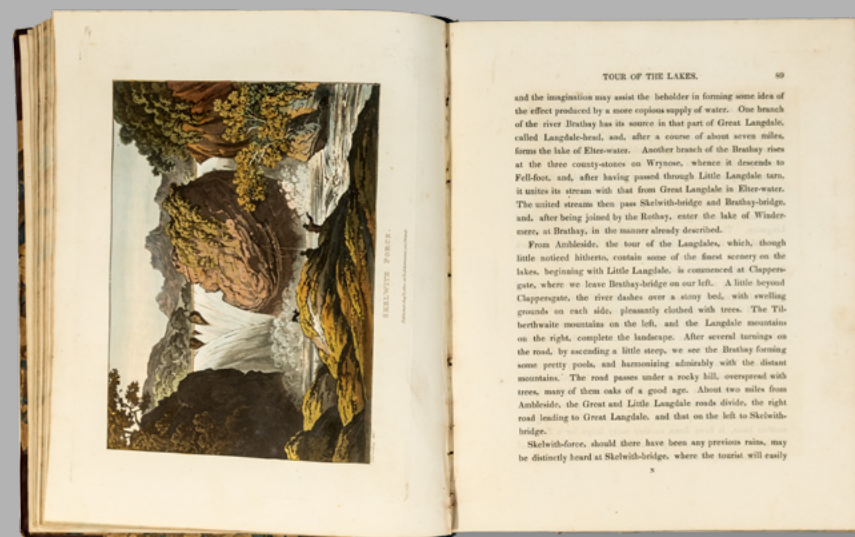 SKELWITH FORCE.
TOUR OF THE LAKES. 89
and the imagination may assist the beholder in forming some idea of
the effect produced by a more copious supply of water. One branch
of the river Brathay has its source in that part of Great Langdale,
called Langdale-head, and, after a course of about seven miles,
forms the lake of Elter-water. Another branch of the Brathay rises
at the three county-stones on Wrynose, whence it descends to
Fell-foot, and, after having passed through Little Langdale tarn,
it unites its stream with that from Great Langdale in Elter-water.
The united streams then pass Skelwith-bridge and Brathay-bridge,
and, after being joined by the Rothay, enter the lake of Winder-
mere, at Brathay, in the manner already described.
From Ambleside, the tour of the Langdales, which, though
little noticed hitherto, contain some of the finest scenery on the
lakes, beginning with Little Langdale, is commenced at Clappers-
gate, where we leave Brathay-bridge on our left. A little beyond
Clappersgate, the river dashes over a stony bed, with swelling
grounds on each side, pleasantly clothed with trees. The Til-
berthwaite mountains on the left, and the Langdale mountains
on the right, complete the landscape. After several turnings on
the road, by ascending a little steep, we see the Brathay forming
some pretty pools, and harmonizing admirably with the distant
mountains. The road passes under a rocky hill, overspread with
trees, many of them oaks of a good age. About two miles from
Ambleside, the Great and Little Langdale roads divide, the right
road leading to Great Langdale, and that on the left to Skelwith-
bridge.
Skelwith-force, should there have been any previous rains, may
be distinctly heard at Skelwith-bridge, where the tourist will easily
N